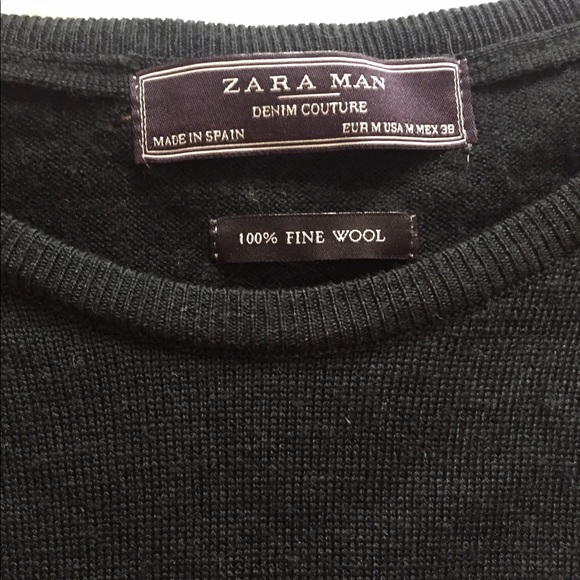 ZARA MAN
DENIM COUTURE
MADE IN SPAIN EUR M USA M MEX 38
100% FINE WOOL